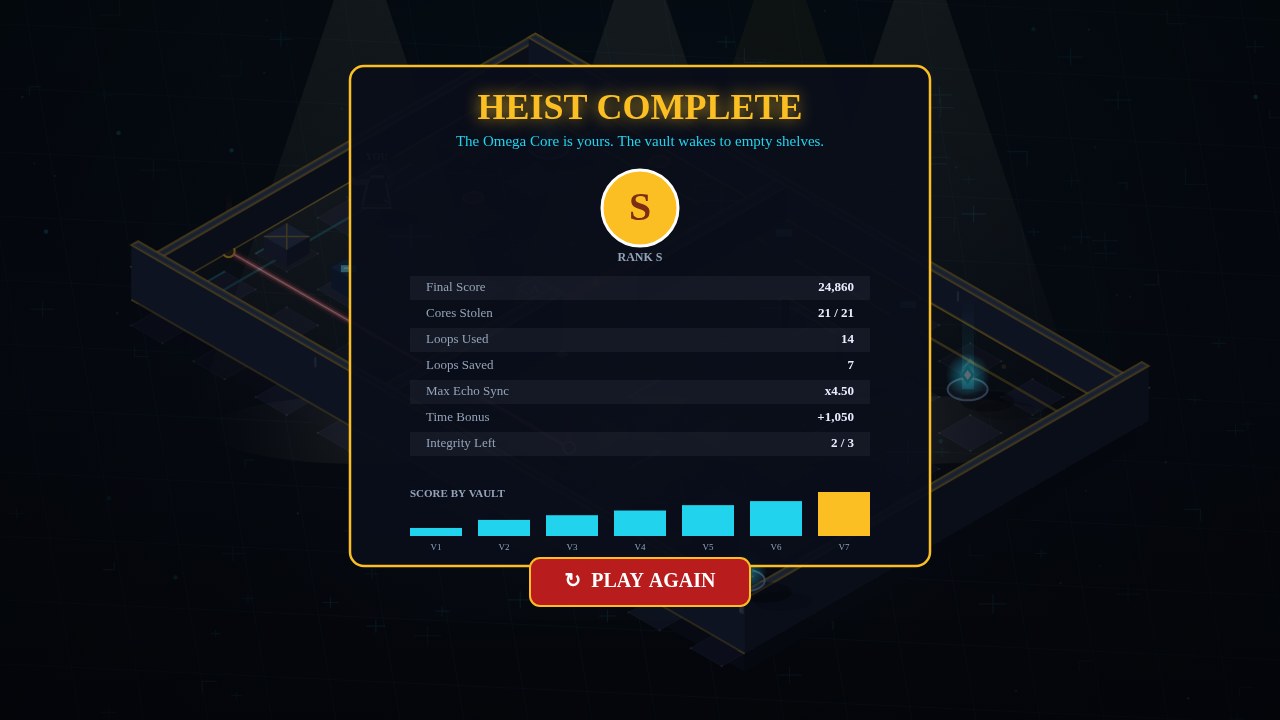 HEIST COMPLETE
The Omega Core is yours. The vault wakes to empty shelves.
S
RANK S
Final Score 24,860
Cores Stolen 21 / 21
Loops Used 14
Loops Saved 7
Max Echo Sync x4.50
Time Bonus +1,050
Integrity Left 2 / 3
SCORE BY VAULT
V1 V2 V3 V4 V5 V6 V7
↻ PLAY AGAIN